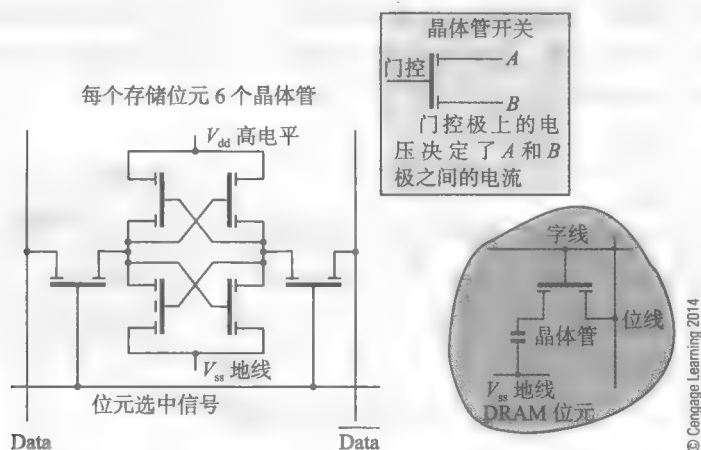 晶体管开关
门控
A
B
门控极上的电
压决定了A和B
极之间的电流
每个存储位元6个晶体管
Vdd 高电平
Vss 地线
位元选中信号
Data
Data
字线
位线
晶体管
Vss 地线
DRAM 位元
© Cengage Learning 2014